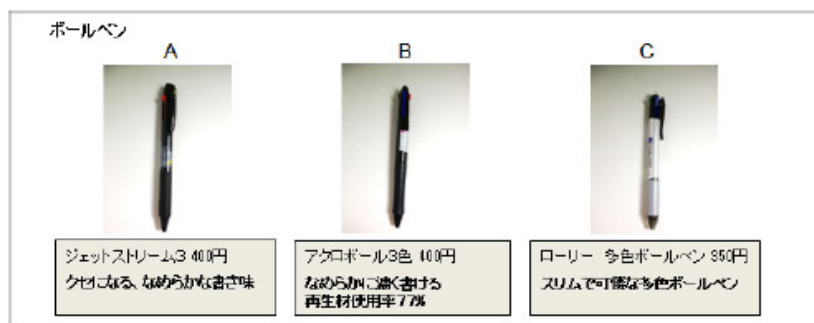 ボールペン
A
B
C
ジェットストリーム3 400円
クセになる、なめらかな書き味
アクロボール3色 400円
なめらかに濃く書ける
再生材使用率77%
ローリー 多色ボールペン 350円
スリムで可憐な多色ボールペン